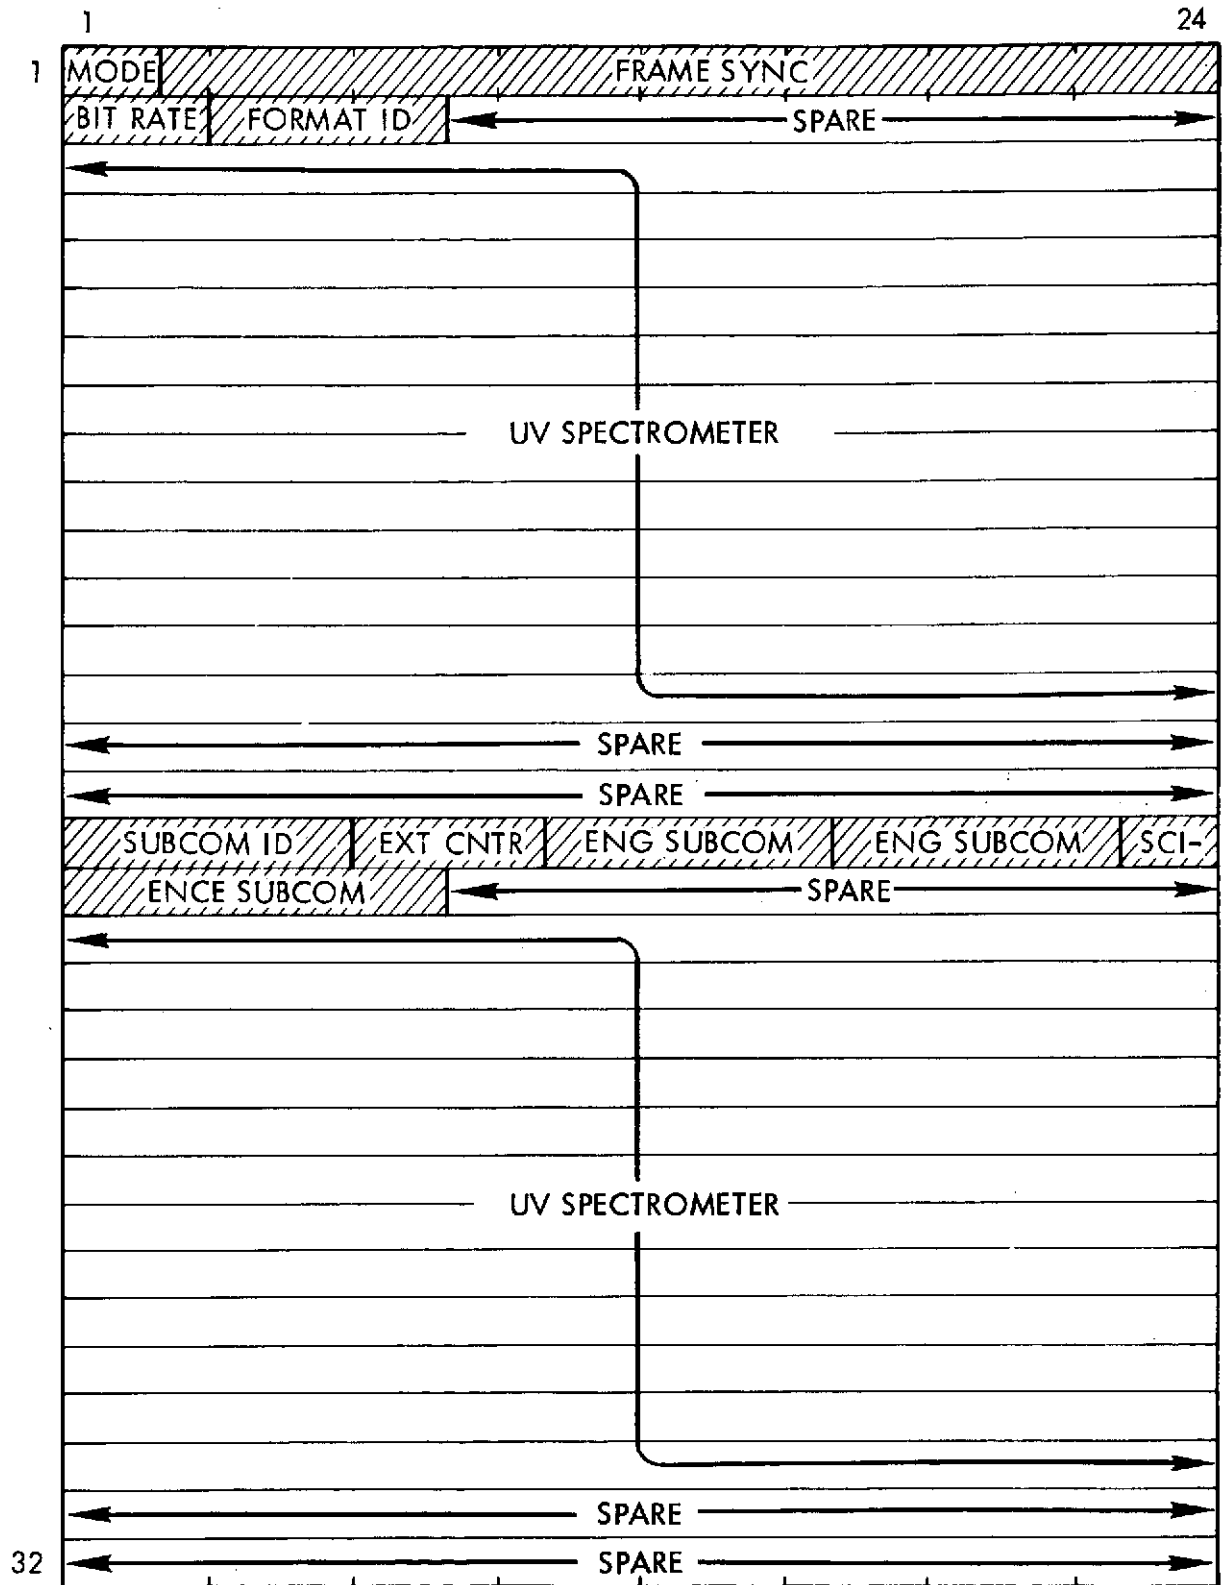 1 24
1 MODE FRAME SYNC
BIT RATE FORMAT ID SPARE
UV SPECTROMETER
SPARE
SPARE
SUBCOM ID EXT CNTR ENG SUBCOM ENG SUBCOM SCI-
ENCE SUBCOM SPARE
UV SPECTROMETER
SPARE
32 SPARE